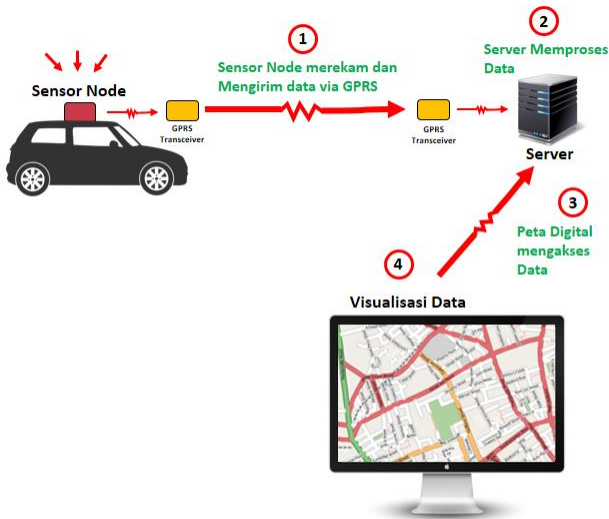 1
Sensor Node merekam dan
Mengirim data via GPRS
2
Server Memproses
Data
Sensor Node
GPRS
Transceiver
GPRS
Transceiver
Server
3
Peta Digital
mengakses
Data
4
Visualisasi Data